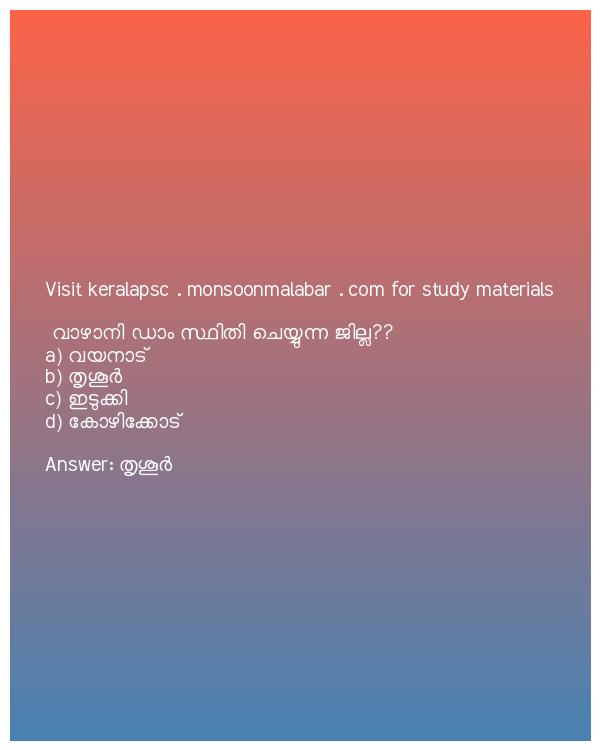 Visit keralapsc . monsoonmalabar . com for study materials
വാഴാനി ഡാം സ്ഥിതി ചെയ്യുന്ന ജില്ല??
a) വയനാട്
b) തൃശൂർ
c) ഇടുക്കി
d) കോഴിക്കോട്
Answer: തൃശൂർ